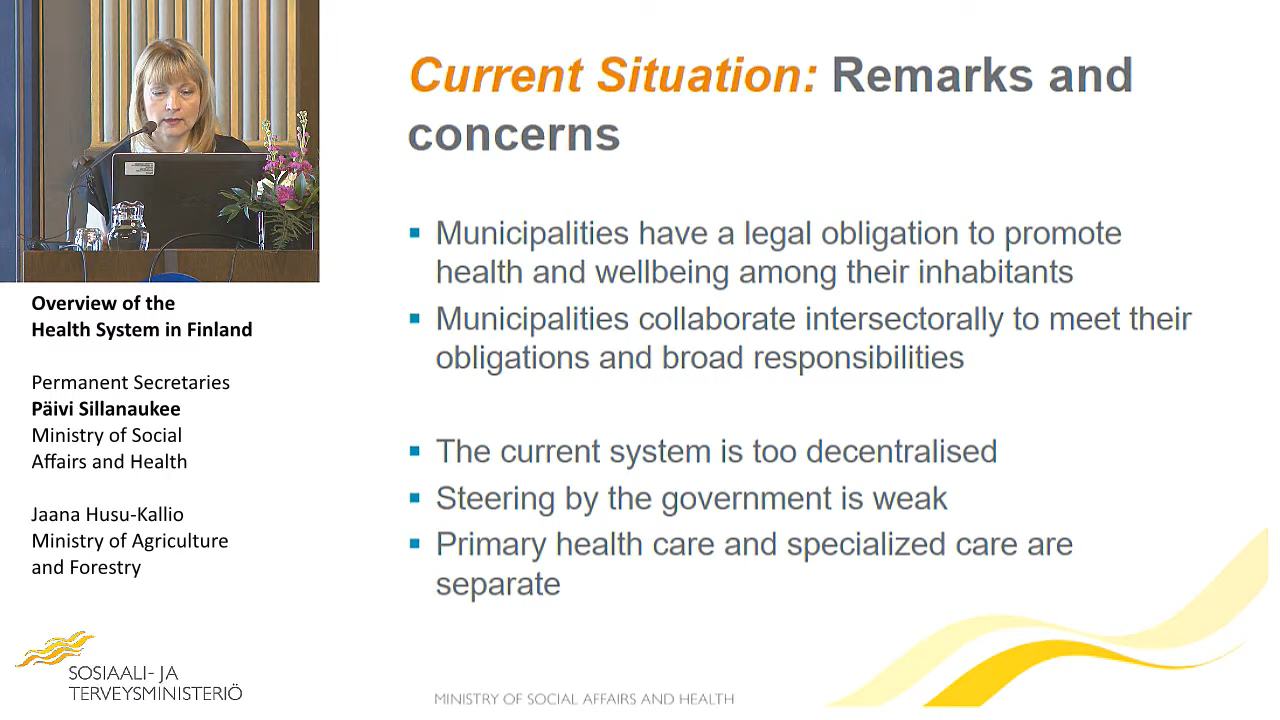 Current Situation: Remarks and
concerns
Municipalities have a legal obligation to promote
health and wellbeing among their inhabitants
Municipalities collaborate intersectorally to meet their
obligations and broad responsibilities
The current system is too decentralised
Steering by the government is weak
Primary health care and specialized care are
separate
MINISTRY OF SOCIAL AFFAIRS AND HEALTH
Overview of the
Health System in Finland
Permanent Secretaries
Päivi Sillanaukee
Ministry of Social
Affairs and Health
Jaana Husu-Kallio
Ministry of Agriculture
and Forestry
SOSIAALI- JA
TERVEYSMINISTERIÖ